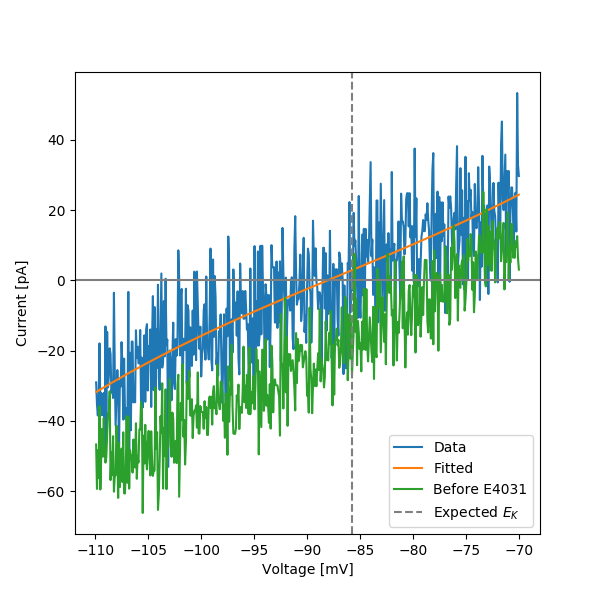 40
20
0
−20
−40
−60
Current [pA]
Data
Fitted
Before E4031
Expected E_K
−110 −105 −100 −95 −90 −85 −80 −75 −70
Voltage [mV]